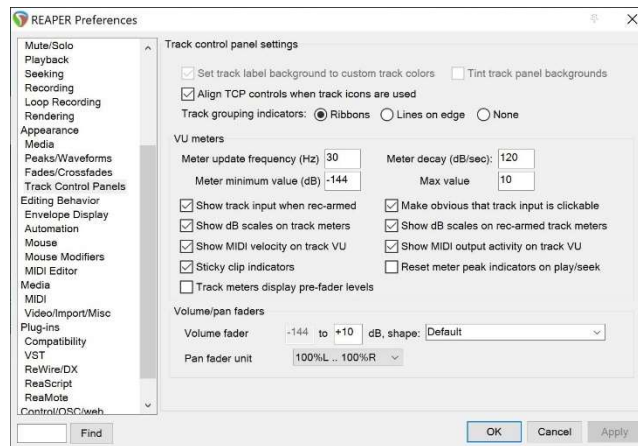 REAPER Preferences
Mute/Solo
Playback
Seeking
Recording
Loop Recording
Rendering
Appearance
Media
Peaks/Waveforms
Fades/Crossfades
Track Control Panels
Editing Behavior
Envelope Display
Automation
Mouse
Mouse Modifiers
MIDI Editor
Media
MIDI
Video/Import/Misc
Plug-ins
Compatibility
VST
ReWire/DX
ReaScript
ReaMote
Control/OSC/web
Find
Track control panel settings
Set track label background to custom track colors Tint track panel backgrounds
Align TCP controls when track icons are used
Track grouping indicators: Ribbons Lines on edge None
VU meters
Meter update frequency (Hz) 30 Meter decay (dB/sec): 120
Meter minimum value (dB) -144 Max value 10
Show track input when rec-armed Make obvious that track input is clickable
Show dB scales on track meters Show dB scales on rec-armed track meters
Show MIDI velocity on track VU Show MIDI output activity on track VU
Sticky clip indicators Reset meter peak indicators on play/seek
Track meters display pre-fader levels
Volume/pan faders
Volume fader -144 to +10 dB, shape: Default
Pan fader unit 100%L .. 100%R
OK Cancel Apply